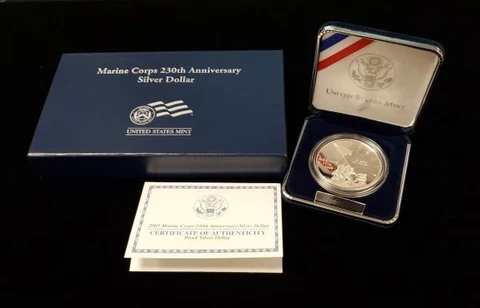 Marine Corps 230th Anniversary
Silver Dollar
UNITED STATES MINT
UNITED STATES MINT
Marine Corps 230th Anniversary Silver Dollar
CERTIFICATE OF AUTHENTICITY
Proof Silver Dollar